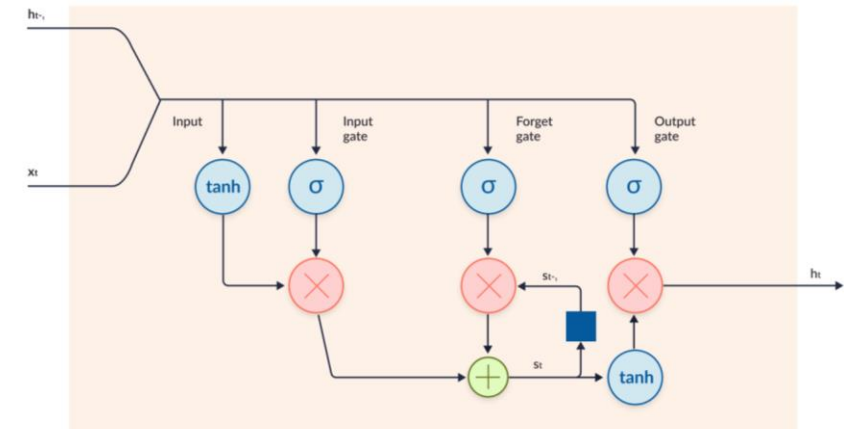 ht-1
Input
Input gate
Forget gate
Output gate
xt
tanh
σ
σ
σ
st-1
ht
st
tanh